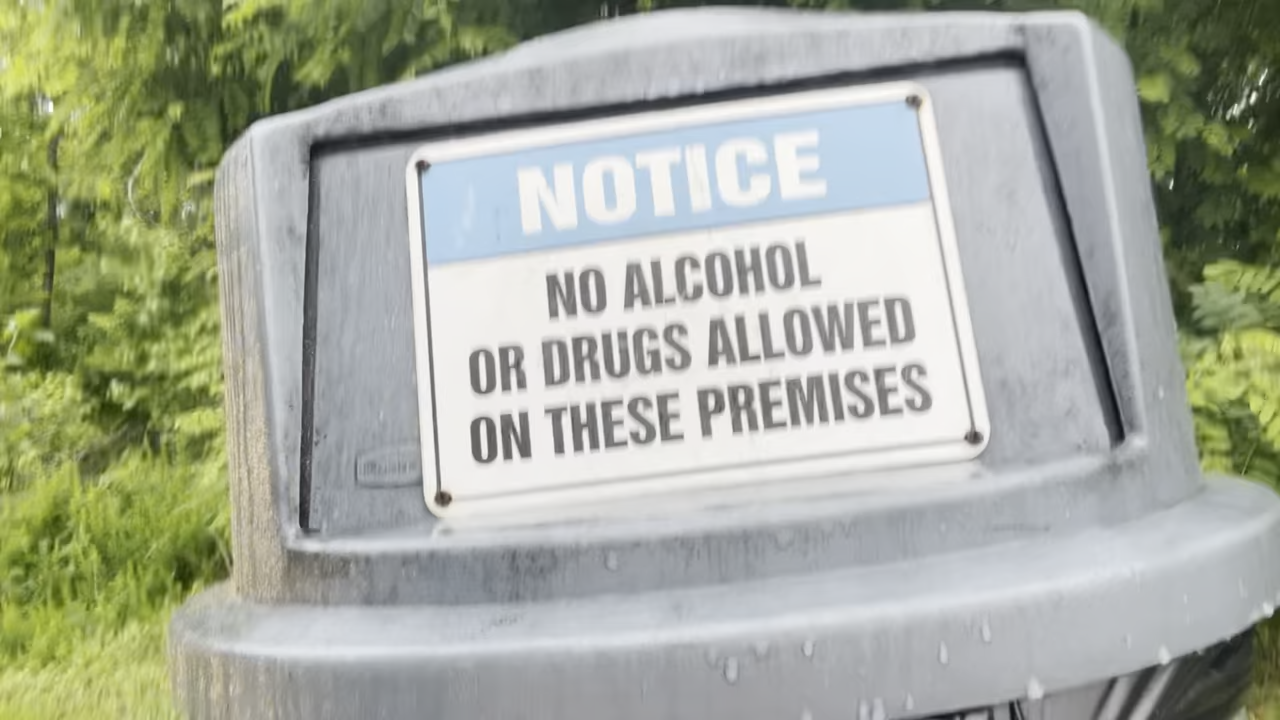 NOTICE
NO ALCOHOL
OR DRUGS ALLOWED
ON THESE PREMISES